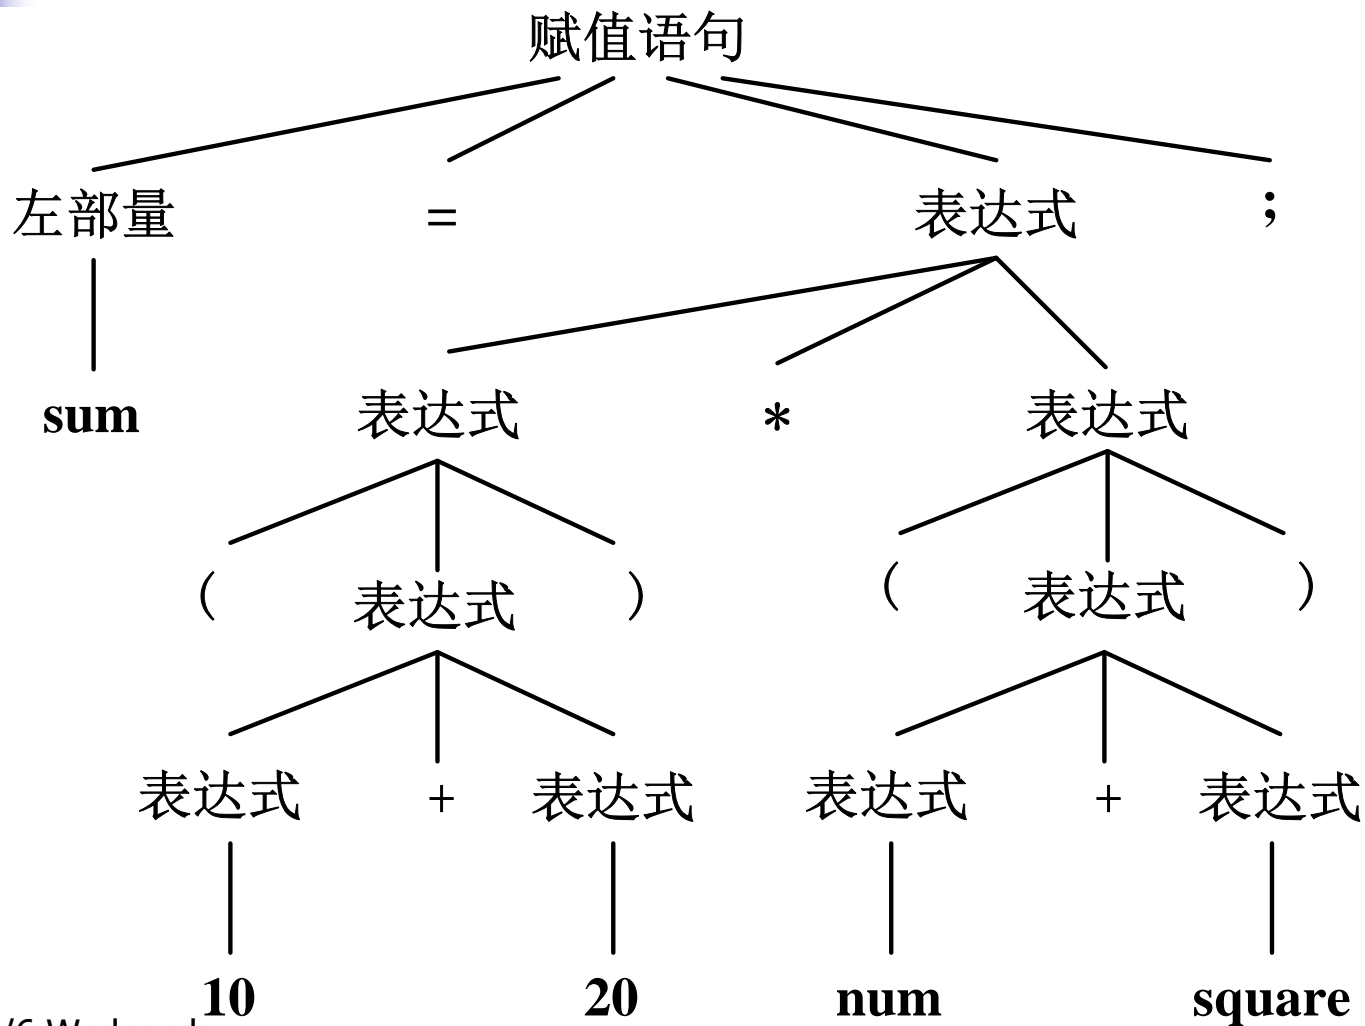 赋值语句
左部量 = 表达式 ;
sum 表达式 * 表达式
( 表达式 ) ( 表达式 )
表达式 + 表达式 表达式 + 表达式
10 20 num square